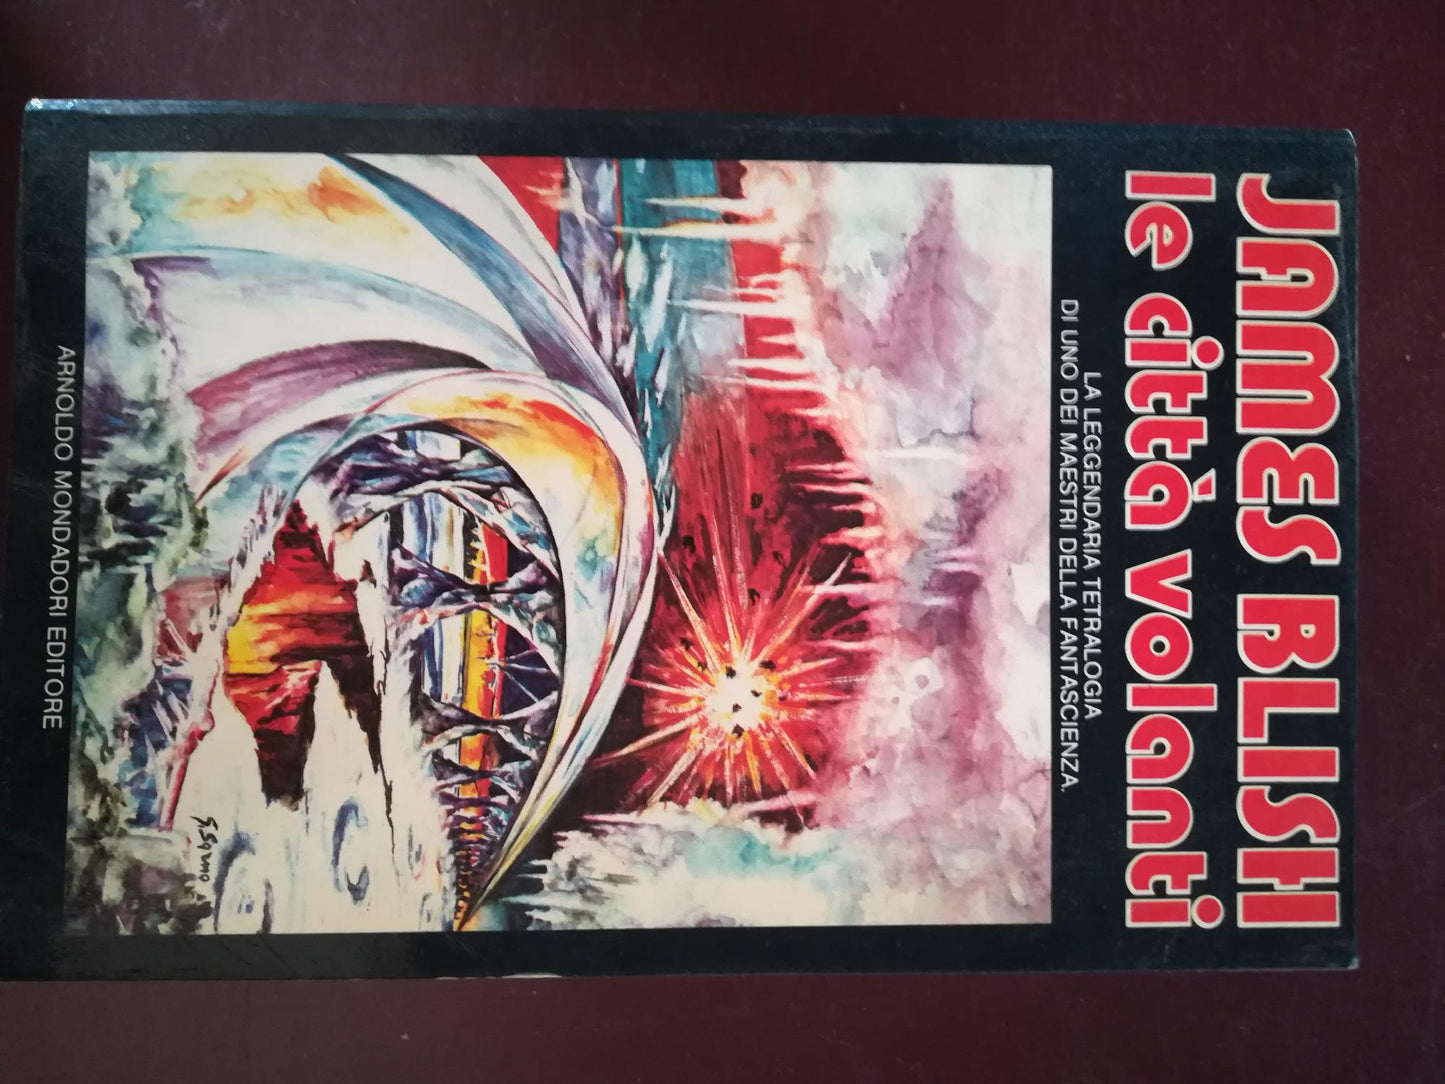 JAMES BLISH
le città volanti
LA LEGGENDARIA TETRALOGIA
DI UNO DEI MAESTRI DELLA FANTASCIENZA.
ARNOLDO MONDADORI EDITORE